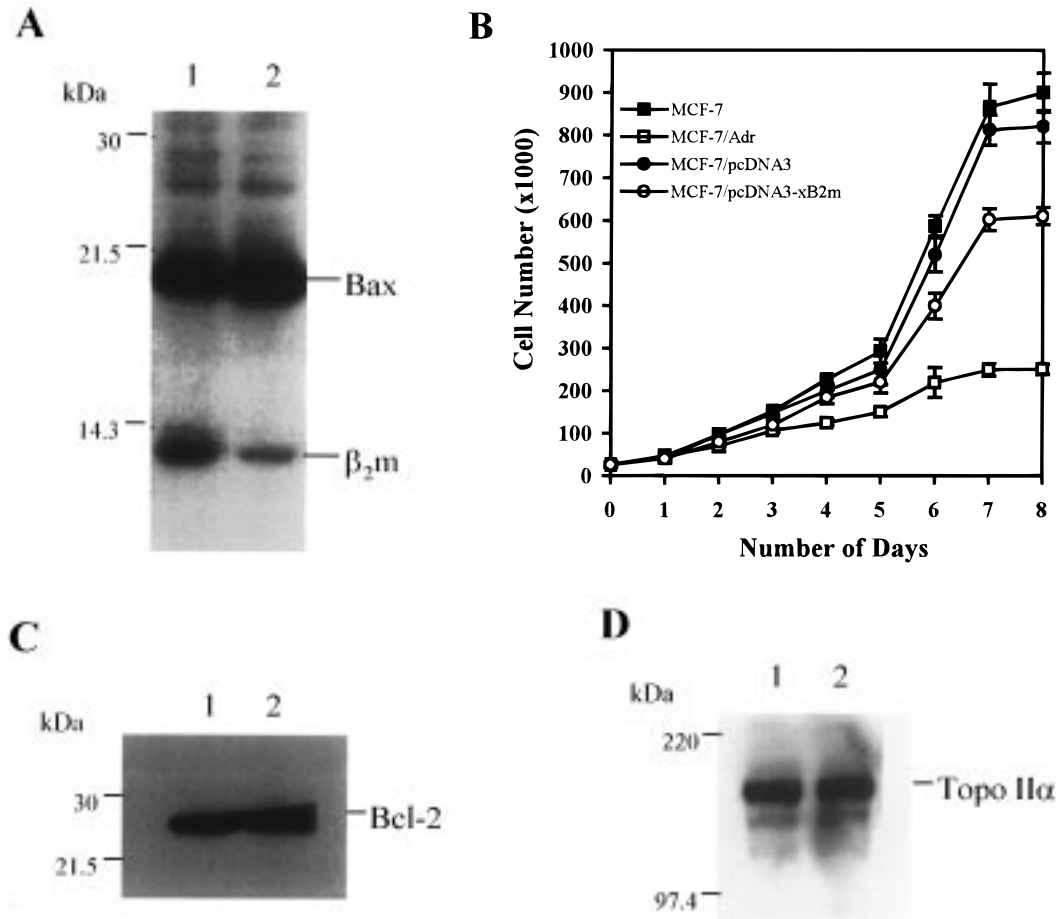 A
1 2
kDa
30
21.5
Bax
14.3
β₂m
B
1000
900
800
700
600
500
400
300
200
100
0
Cell Number (x1000)
MCF-7
MCF-7/Adr
MCF-7/pcDNA3
MCF-7/pcDNA3-xB2m
0 1 2 3 4 5 6 7 8
Number of Days
C
1 2
kDa
30
Bcl-2
21.5
D
1 2
kDa
220
Topo IIα
97.4